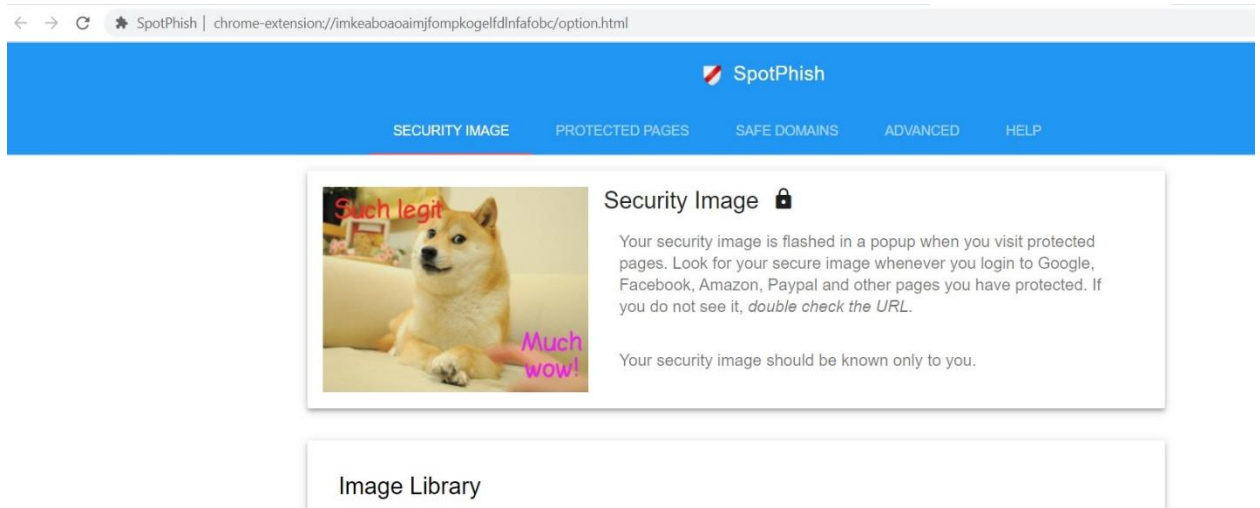 SpotPhish | chrome-extension://imkeaboaoaimjfompkogelfdlnfafobc/option.html
SpotPhish
SECURITY IMAGE PROTECTED PAGES SAFE DOMAINS ADVANCED HELP
Such legit
Much
wow!
Security Image
Your security image is flashed in a popup when you visit protected
pages. Look for your secure image whenever you login to Google,
Facebook, Amazon, Paypal and other pages you have protected. If
you do not see it, double check the URL.
Your security image should be known only to you.
Image Library